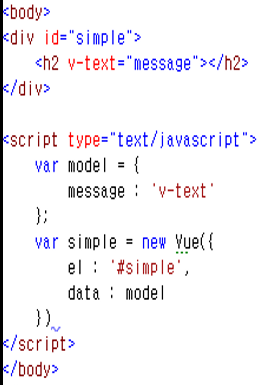 <body>
<div id="simple">
    <h2 v-text="message"></h2>
</div>

<script type="text/javascript">
    var model = {
        message : 'v-text'
    };
    var simple = new Vue({
        el : '#simple',
        data : model
    })
</script>
</body>